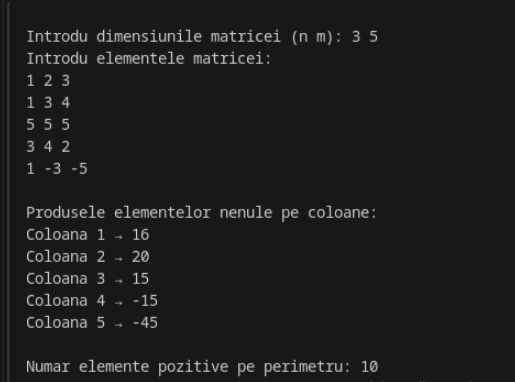 Introdu dimensiunile matricei (n m): 3 5
Introdu elementele matricei:
1 2 3
1 3 4
5 5 5
3 4 2
1 -3 -5
Produsele elementelor nenule pe coloane:
Coloana 1 → 16
Coloana 2 → 20
Coloana 3 → 15
Coloana 4 → -15
Coloana 5 → -45
Numar elemente pozitive pe perimetru: 10